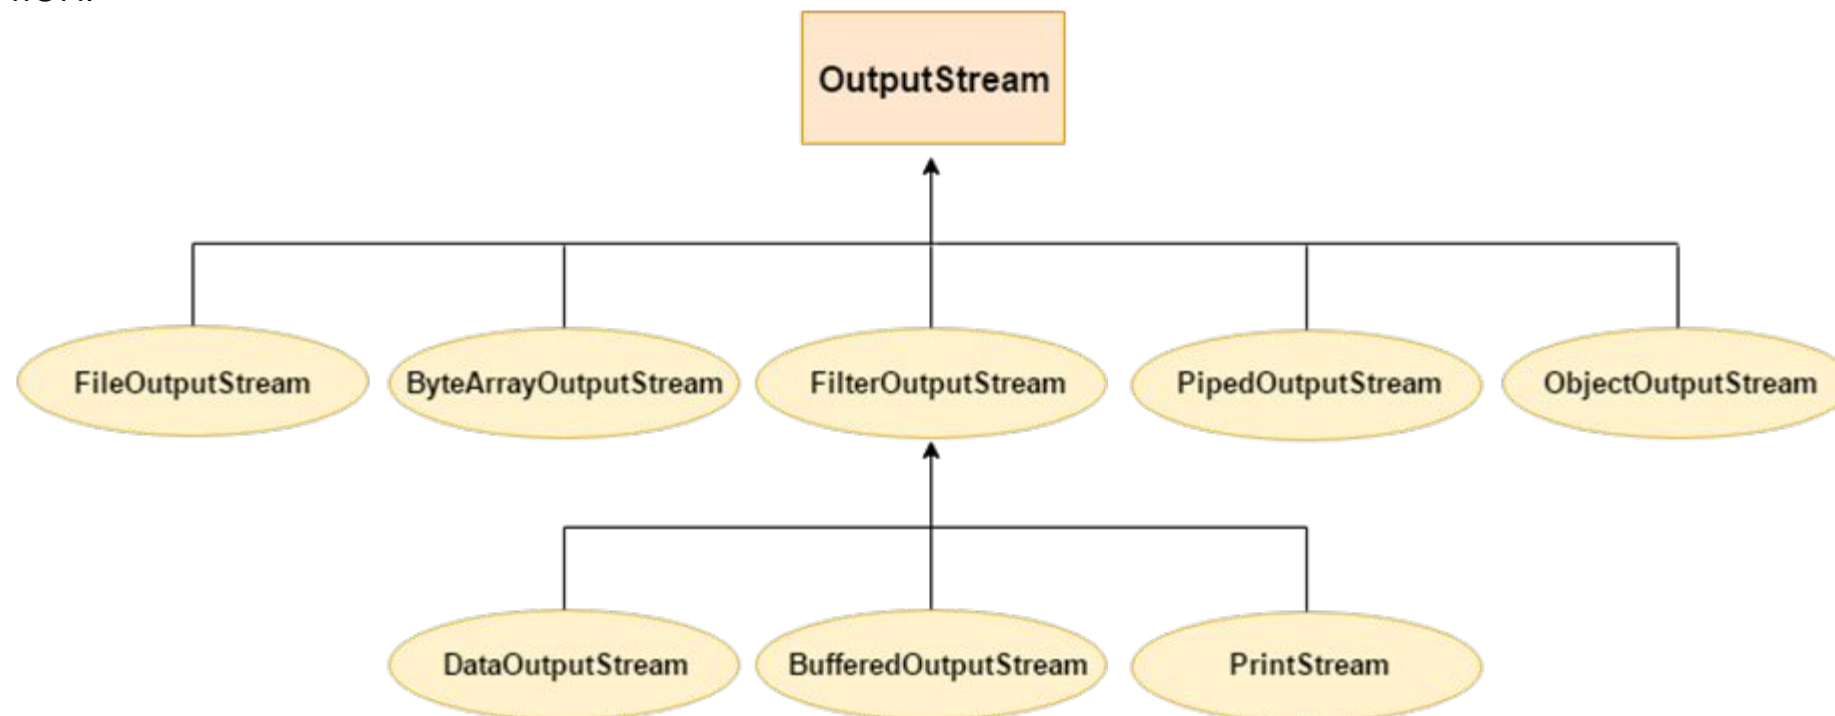 OutputStream
FileOutputStream
ByteArrayOutputStream
FilterOutputStream
PipedOutputStream
ObjectOutputStream
DataOutputStream
BufferedOutputStream
PrintStream